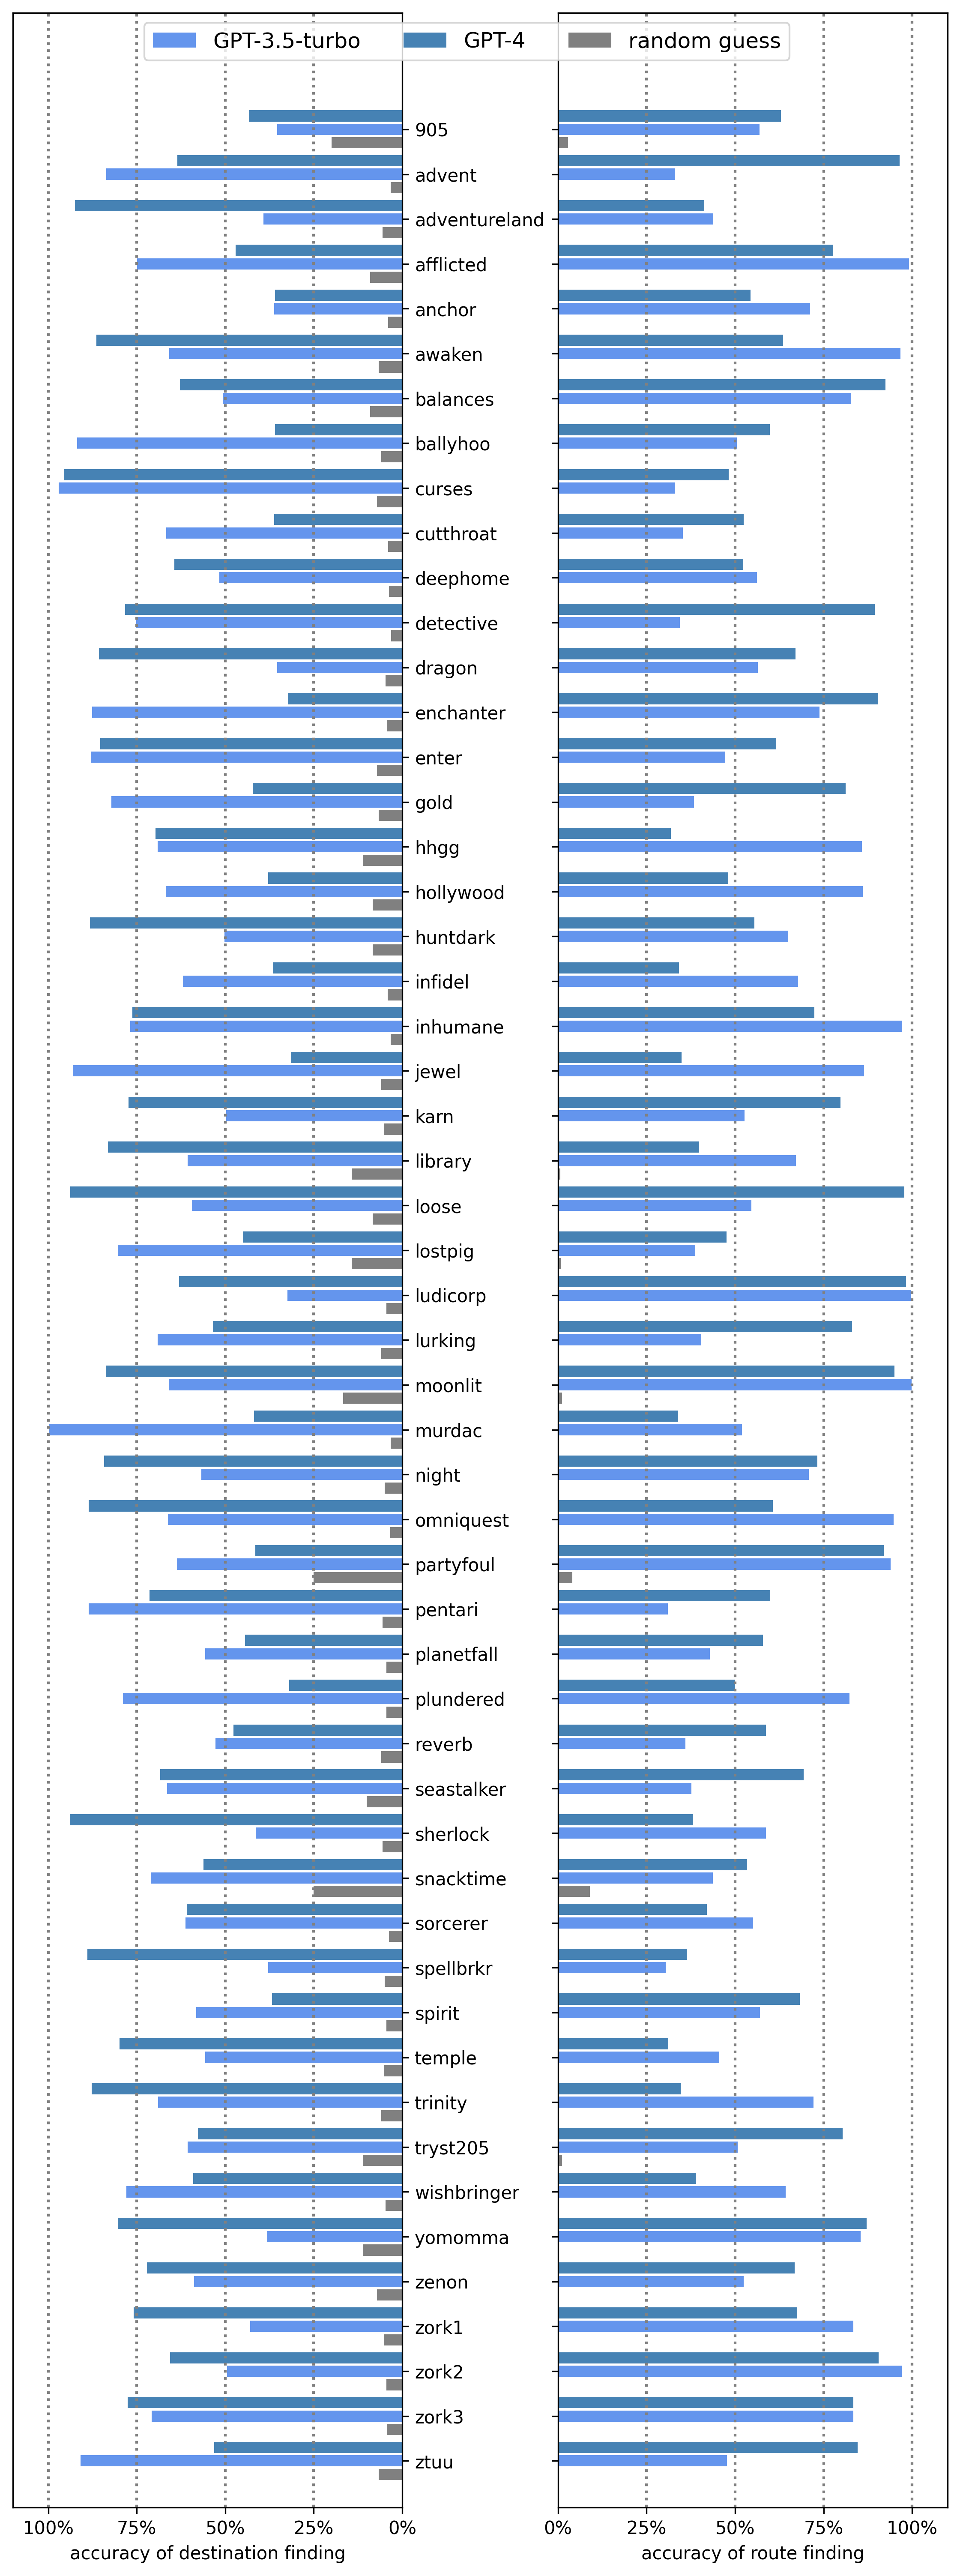 GPT-3.5-turbo GPT-4 random guess
905
advent
adventureland
afflicted
anchor
awaken
balances
ballyhoo
curses
cutthroat
deephome
detective
dragon
enchanter
enter
gold
hhgg
hollywood
huntdark
infidel
inhumane
jewel
karn
library
loose
lostpig
ludicorp
lurking
moonlit
murdac
night
omniquest
partyfoul
pentari
planetfall
plundered
reverb
seastalker
sherlock
snacktime
sorcerer
spellbrkr
spirit
temple
trinity
tryst205
wishbringer
yomomma
zenon
zork1
zork2
zork3
ztuu
100% 75% 50% 25% 0% 0% 25% 50% 75% 100%
accuracy of destination finding accuracy of route finding